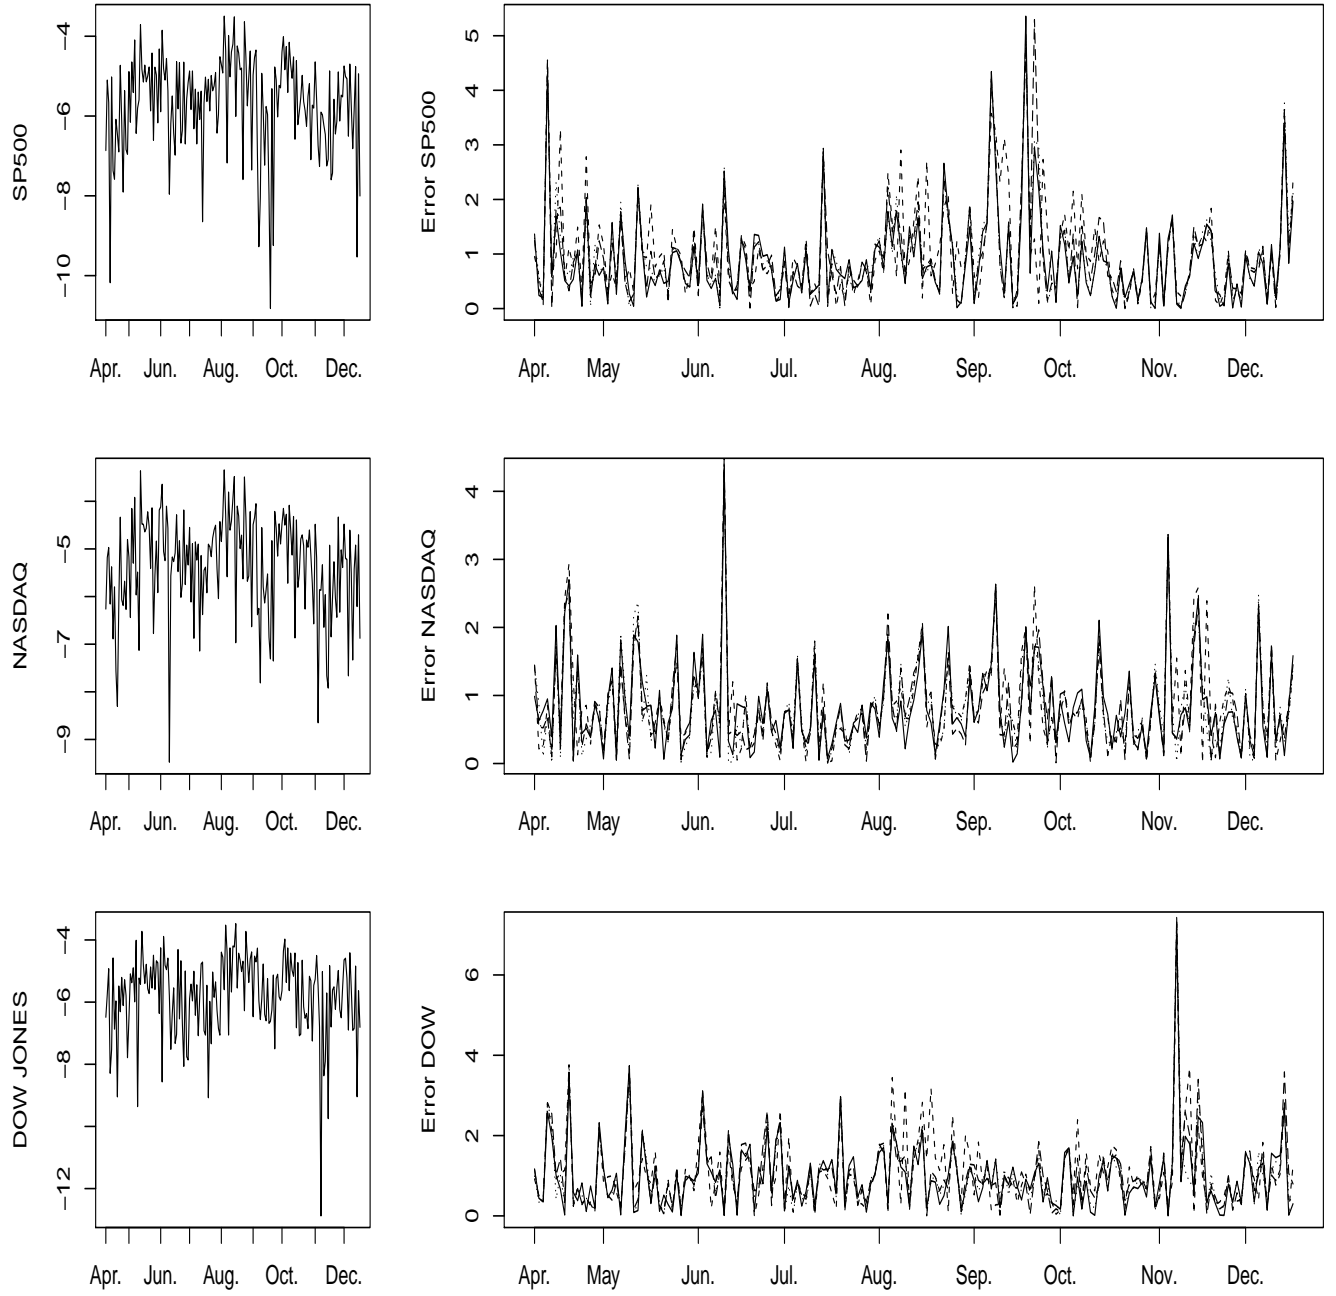 SP500
−4
−6
−8
−10
Apr. Jun. Aug. Oct. Dec.
Error SP500
5
4
3
2
1
0
Apr. May Jun. Jul. Aug. Sep. Oct. Nov. Dec.
NASDAQ
−5
−7
−9
Apr. Jun. Aug. Oct. Dec.
Error NASDAQ
4
3
2
1
0
Apr. May Jun. Jul. Aug. Sep. Oct. Nov. Dec.
DOW JONES
−4
−6
−8
−12
Apr. Jun. Aug. Oct. Dec.
Error DOW
6
4
2
0
Apr. May Jun. Jul. Aug. Sep. Oct. Nov. Dec.